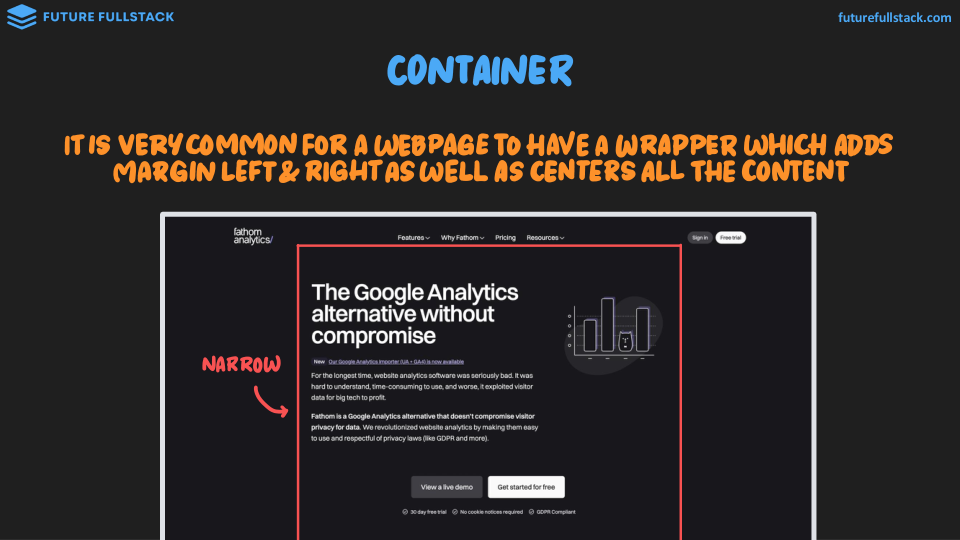 FUTURE FULLSTACK
futurefullstack.com
CONTAINER
IT IS VERY COMMON FOR A WEBPAGE TO HAVE A WRAPPER WHICH ADDS
MARGIN LEFT & RIGHT AS WELL AS CENTERS ALL THE CONTENT
fathom
analytics/
Features Why Fathom Pricing Resources
Sign in Free trial
The Google Analytics
alternative without
compromise
New Our Google Analytics Importer (UA + GA4) is now available
For the longest time, website analytics software was seriously bad. It was
hard to understand, time-consuming to use, and worse, it exploited visitor
data for big tech to profit.
Fathom is a Google Analytics alternative that doesn't compromise visitor
privacy for data. We revolutionized website analytics by making them easy
to use and respectful of privacy laws (like GDPR and more).
NARROW
View a live demo Get started for free
30 day free trial No cookie notices required GDPR Compliant